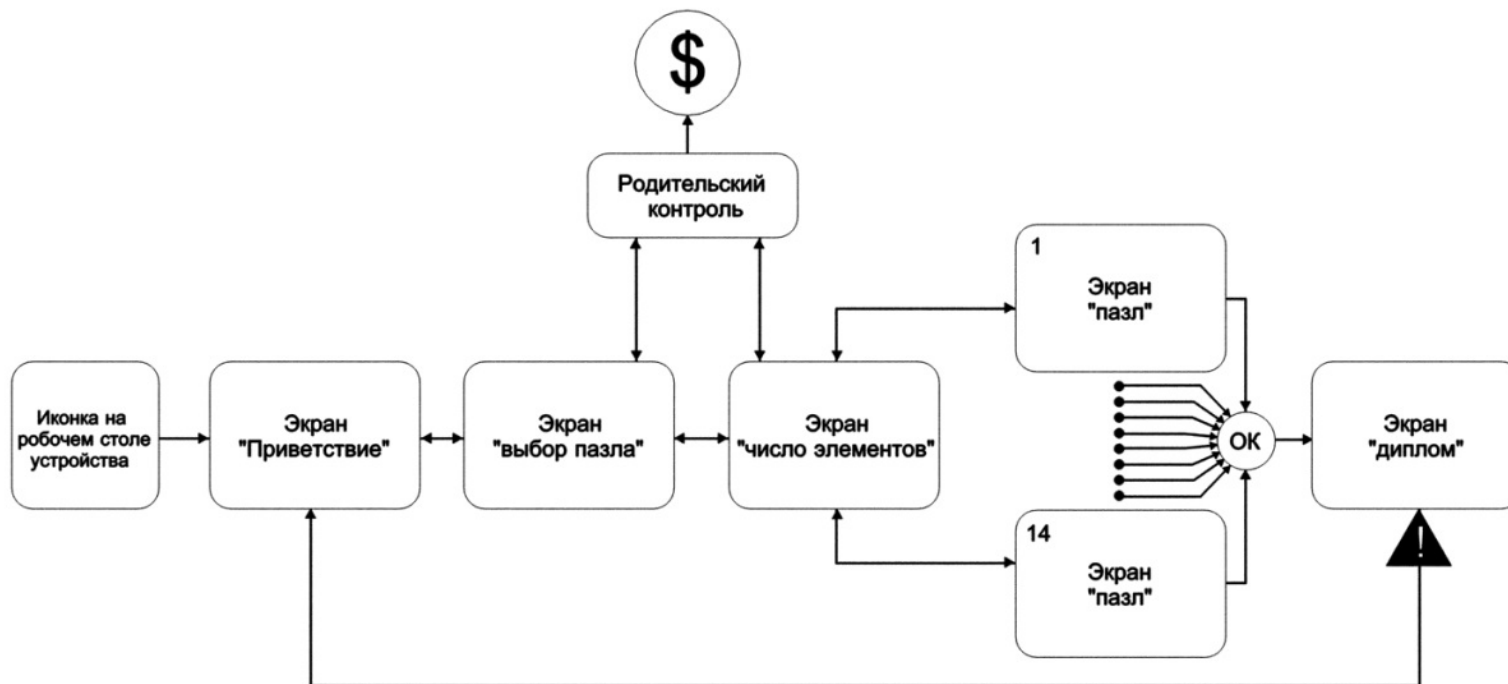 $
Родительский
контроль
1
Экран
"пазл"
Иконка на
робочем столе
устройства
Экран
"Приветствие"
Экран
"выбор пазла"
Экран
"число элементов"
ОК
Экран
"диплом"
14
Экран
"пазл"
!